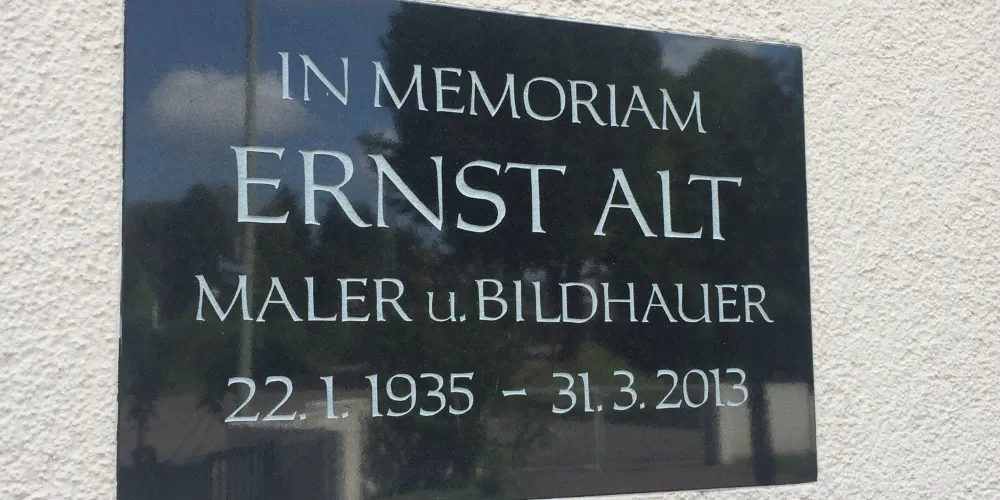 IN MEMORIAM
ERNST ALT
MALER u. BILDHAUER
22. 1. 1935 - 31. 3. 2013